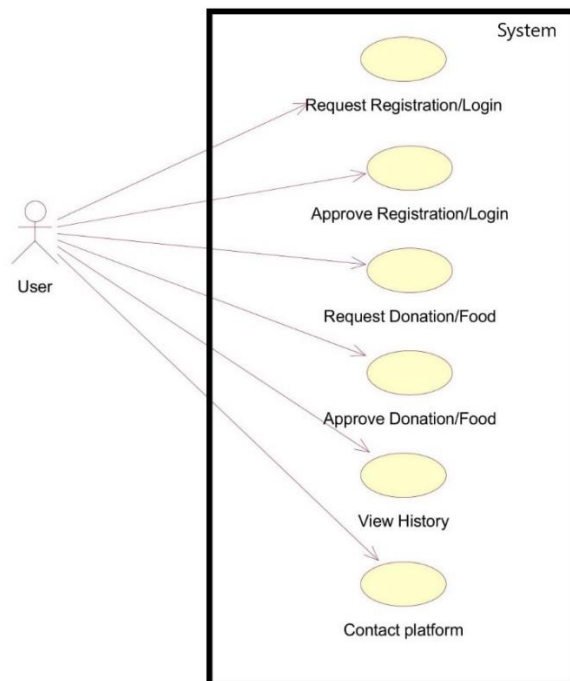 System
Request Registration/Login
Approve Registration/Login
User
Request Donation/Food
Approve Donation/Food
View History
Contact platform